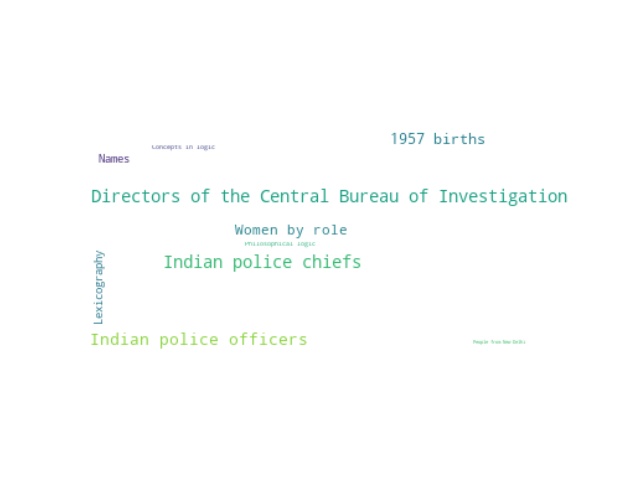 1957 births
Concepts in logic
Names
Directors of the Central Bureau of Investigation
Women by role
Philosophical logic
Indian police chiefs
Lexicography
Indian police officers
People from New Delhi